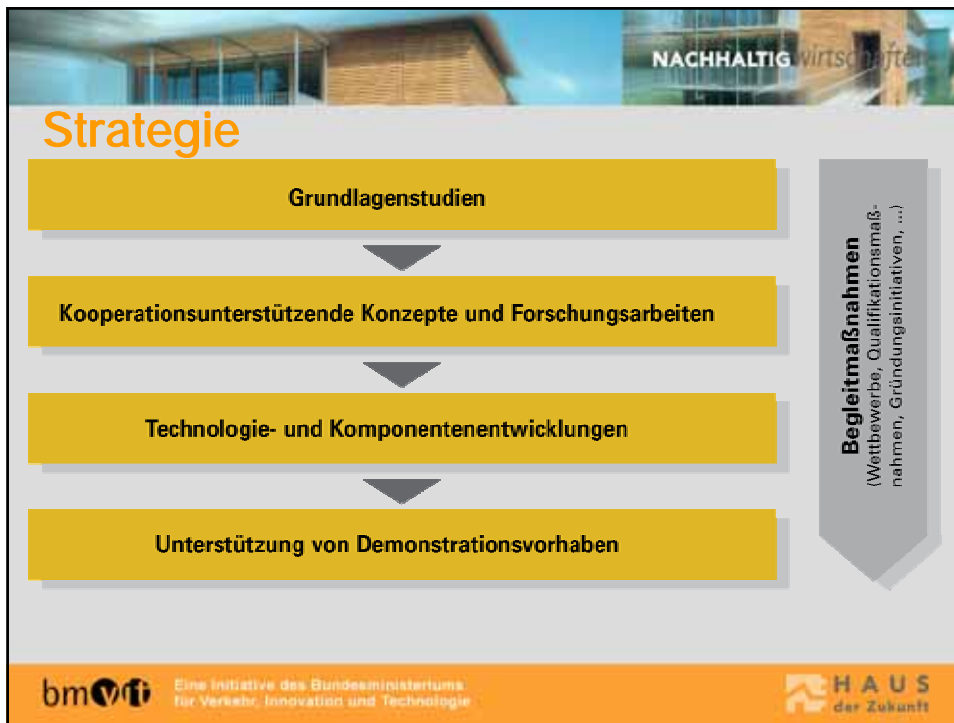 NACHHALTIG wirtschaften
Strategie
Grundlagenstudien
Kooperationsunterstützende Konzepte und Forschungsarbeiten
Technologie- und Komponentenentwicklungen
Unterstützung von Demonstrationsvorhaben
Begleitmaßnahmen
(Wettbewerbe, Qualifikationsmaß-
nahmen, Gründungsinitiativen, ...)
bmvit
Eine Initiative des Bundesministeriums
für Verkehr, Innovation und Technologie
HAUS
der Zukunft